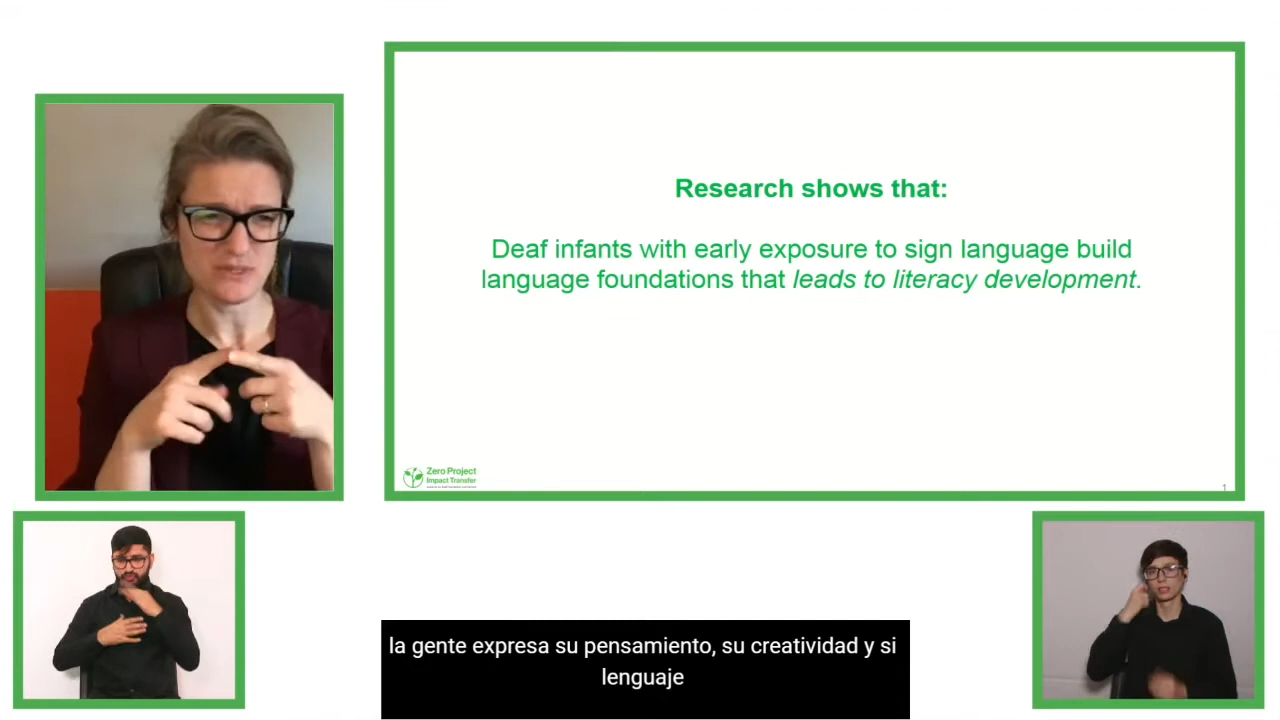 Research shows that:
Deaf infants with early exposure to sign language build
language foundations that leads to literacy development.
Zero Project
Impact Transfer
1
la gente expresa su pensamiento, su creatividad y si
lenguaje